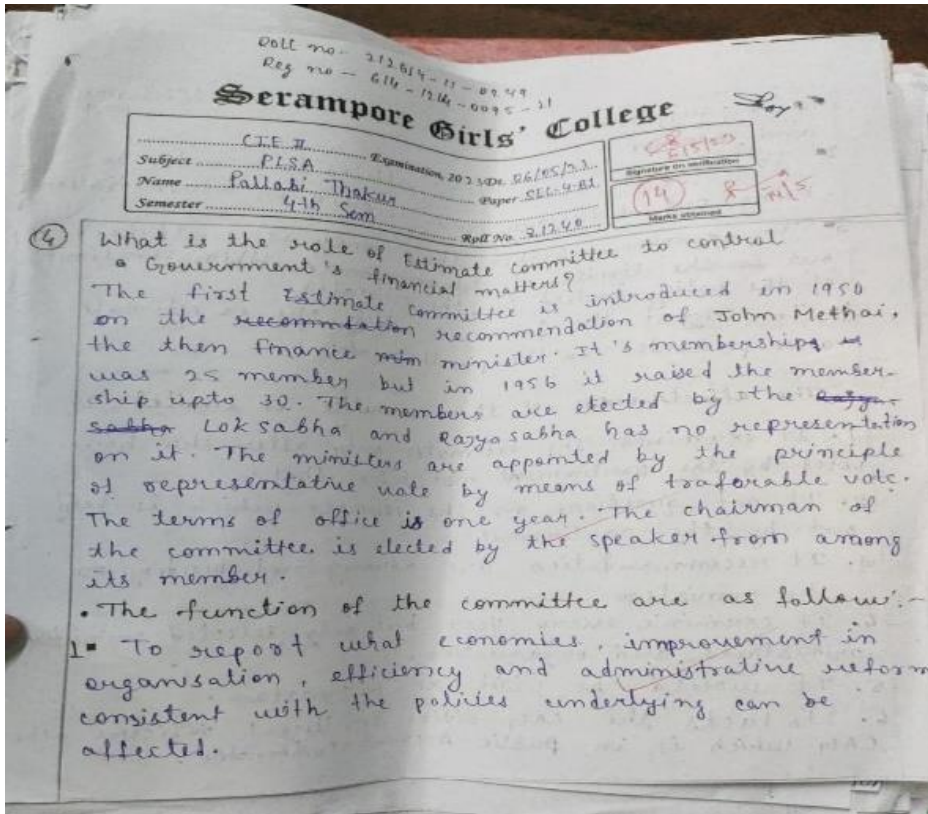 Roll no- 212614-11-0249
Reg no- 614-1214-0095-21
Serampore Girls' College
C.I.E II Examination, 2023 Dt. 06/05/23
Subject P.L.S.A Paper SEC-4-B1
Name Pallabi Thakur
Semester 4th Sem Roll No. 21240
Signature on verification
14
Marks obtained
4 What is the role of Estimate committee to control
Government's financial matters?
The first Estimate committee is introduced in 1950
on the recommendation of John Methai,
the then finance minister. It's membership
was 25 member but in 1956 it raised the member-
ship upto 30. The members are elected by the
Loksabha and Rajyasabha has no representation
on it. The ministers are appointed by the principle
of representative vote by means of traforable vote.
The terms of office is one year. The chairman of
the committee is elected by the speaker from among
its member.
• The function of the committee are as follow:-
1- To report what economies, improvement in
organisation, efficiency and administrative reform
consistent with the policies underlying can be
affected.